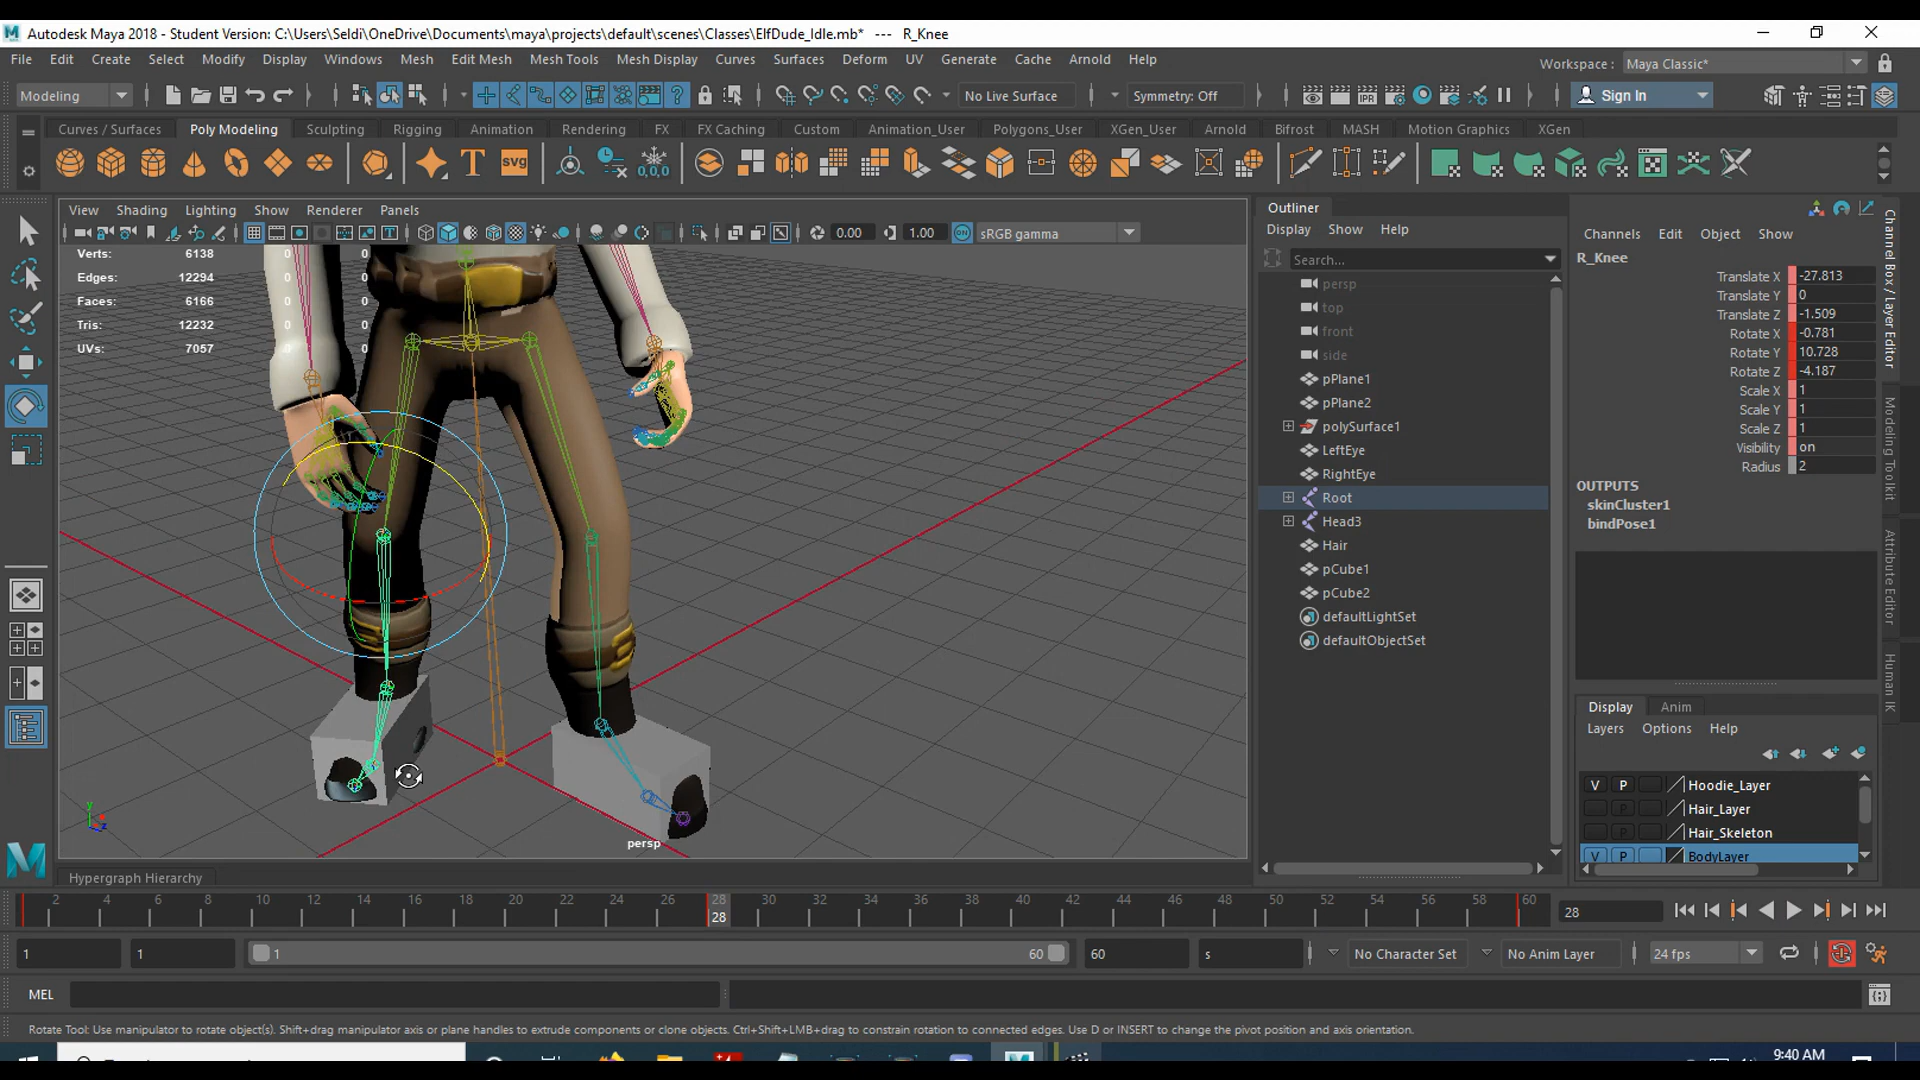 Autodesk Maya 2018 - Student Version: C:\Users\Seldi\OneDrive\Documents\maya\projects\default\scenes\Classes\ElfDude_Idle.mb* --- R_Knee
File Edit Create Select Modify Display Windows Mesh Edit Mesh Mesh Tools Mesh Display Curves Surfaces Deform UV Generate Cache Arnold Help
Workspace : Maya Classic*
Modeling No Live Surface Symmetry: Off IPR Sign In
Curves / Surfaces Poly Modeling Sculpting Rigging Animation Rendering FX FX Caching Custom Animation_User Polygons_User XGen_User Arnold Bifrost MASH Motion Graphics XGen
T SVG 0,0,0
View Shading Lighting Show Renderer Panels
0.00 1.00 ON sRGB gamma
Verts: 6138 0 0
Edges: 12294 0 0
Faces: 6166 0 0
Tris: 12232 0 0
UVs: 7057 0 0
persp
Hypergraph Hierarchy
Outliner
Display Show Help
Search...
persp
top
front
side
pPlane1
pPlane2
polySurface1
LeftEye
RightEye
Root
Head3
Hair
pCube1
pCube2
defaultLightSet
defaultObjectSet
Channels Edit Object Show
R_Knee
Translate X -27.813
Translate Y 0
Translate Z -1.509
Rotate X -0.781
Rotate Y 10.728
Rotate Z -4.187
Scale X 1
Scale Y 1
Scale Z 1
Visibility on
Radius 2
OUTPUTS
skinCluster1
bindPose1
Channel Box / Layer Editor
Modeling Toolkit
Attribute Editor
Human IK
Display Anim
Layers Options Help
V P Hoodie_Layer
P Hair_Layer
P Hair_Skeleton
V P BodyLayer
2 4 6 8 10 12 14 16 18 20 22 24 26 28 30 32 34 36 38 40 42 44 46 48 50 52 54 56 58 60
28 28
1 1 1 60 60 s No Character Set No Anim Layer 24 fps
MEL
Rotate Tool: Use manipulator to rotate object(s). Shift+drag manipulator axis or plane handles to extrude components or clone objects. Ctrl+Shift+LMB+drag to constrain rotation to connected edges. Use D or INSERT to change the pivot position and axis orientation.
9:40 AM